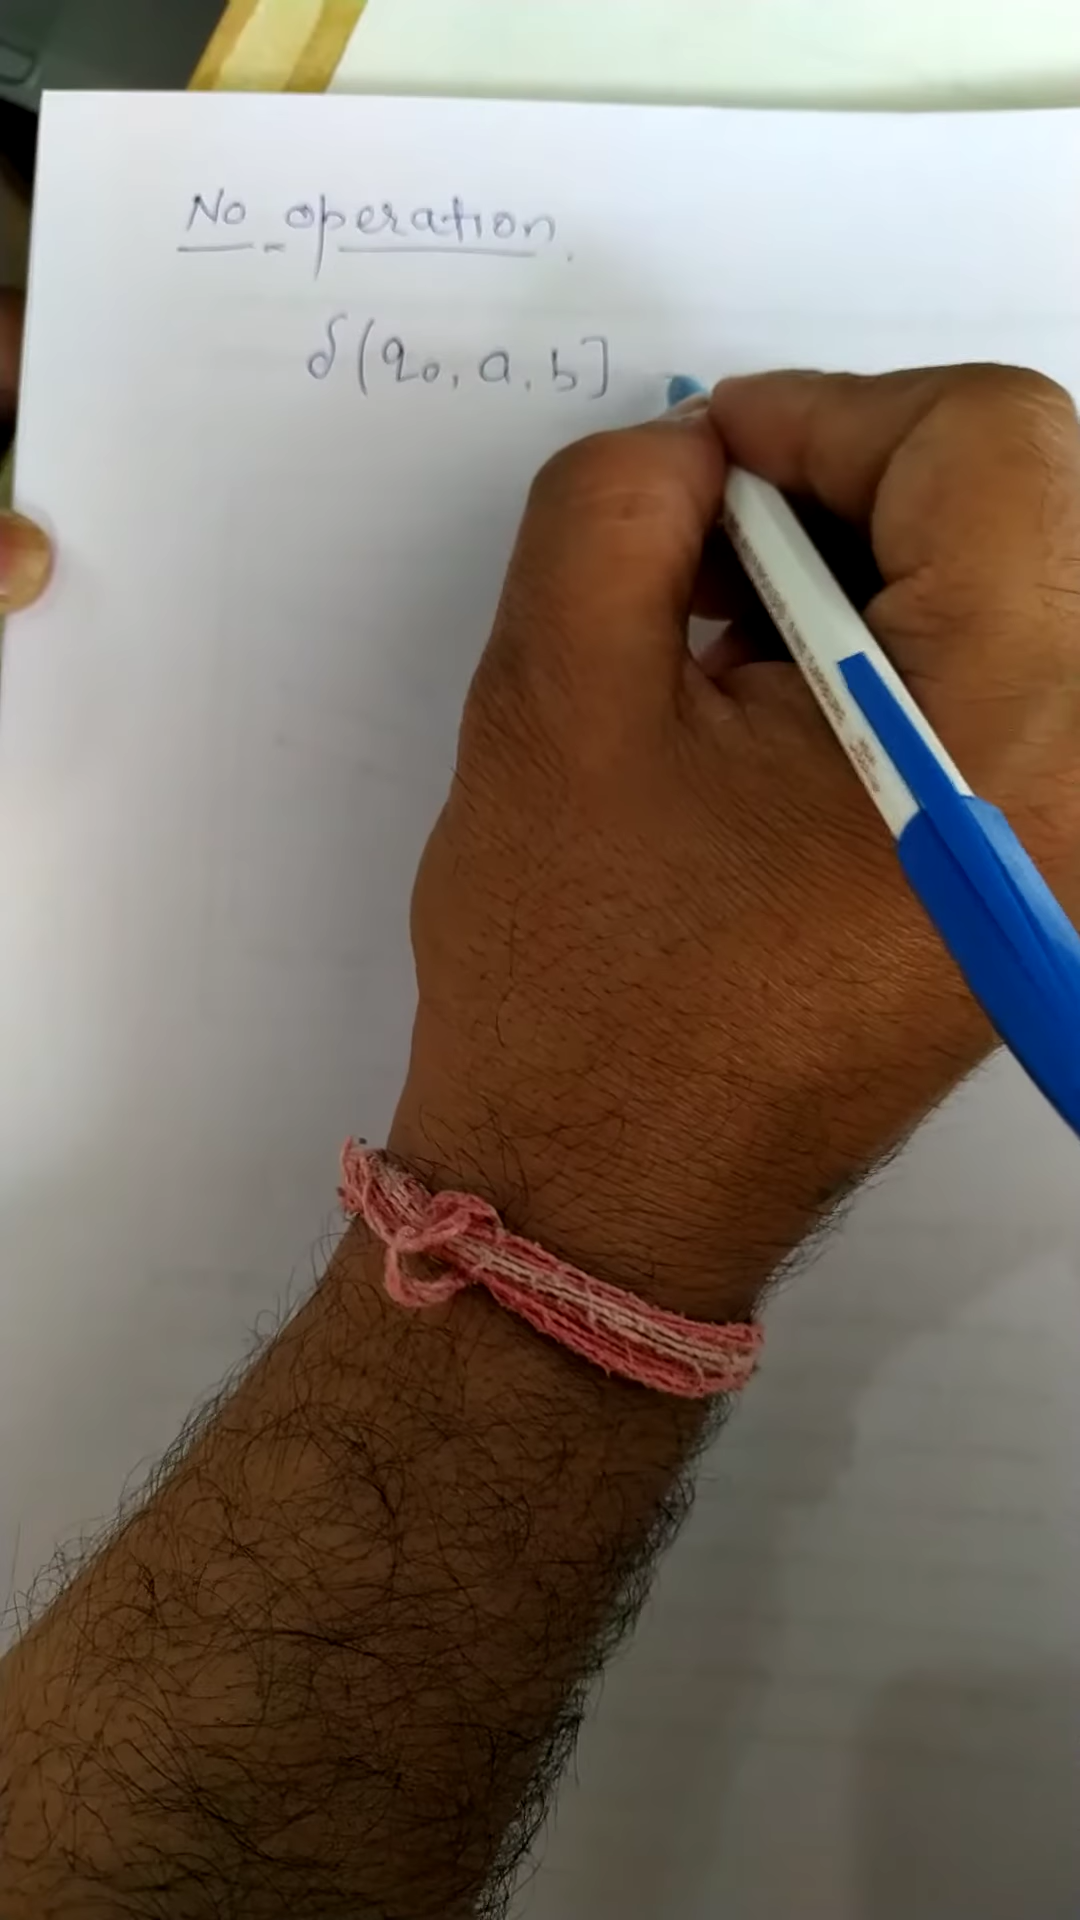 No operation.
δ(q₀, a, b]